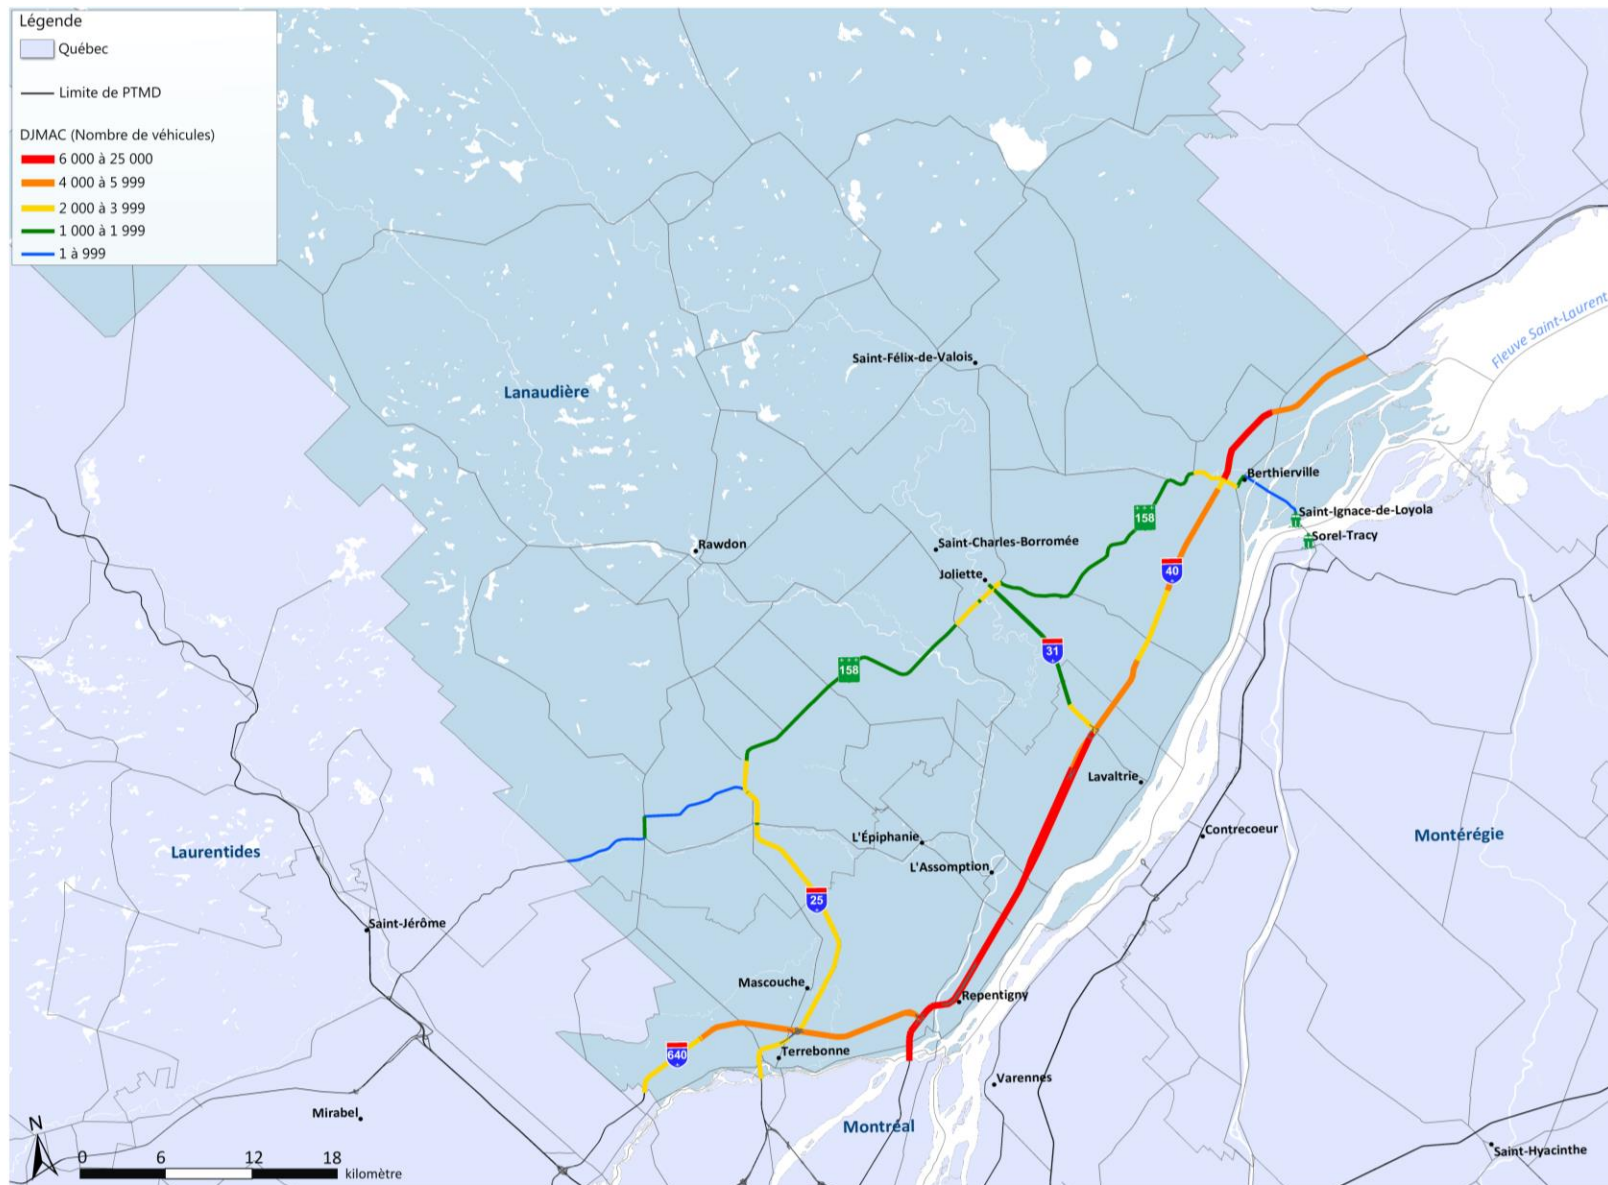 Légende
Québec
Limite de PTMD
DJMAC (Nombre de véhicules)
6 000 à 25 000
4 000 à 5 999
2 000 à 3 999
1 000 à 1 999
1 à 999
Fleuve Saint-Laurent
Saint-Félix-de-Valois
Lanaudière
Berthierville
158
Saint-Ignace-de-Loyola
Sorel-Tracy
Rawdon
Saint-Charles-Borromée
Joliette
40
31
158
Lavaltrie
Contrecoeur
L'Épiphanie
Montérégie
Laurentides
L'Assomption
25
Saint-Jérôme
Mascouche
Repentigny
640
Terrebonne
Varennes
Mirabel
Montréal
Saint-Hyacinthe
N
0 6 12 18
kilomètre